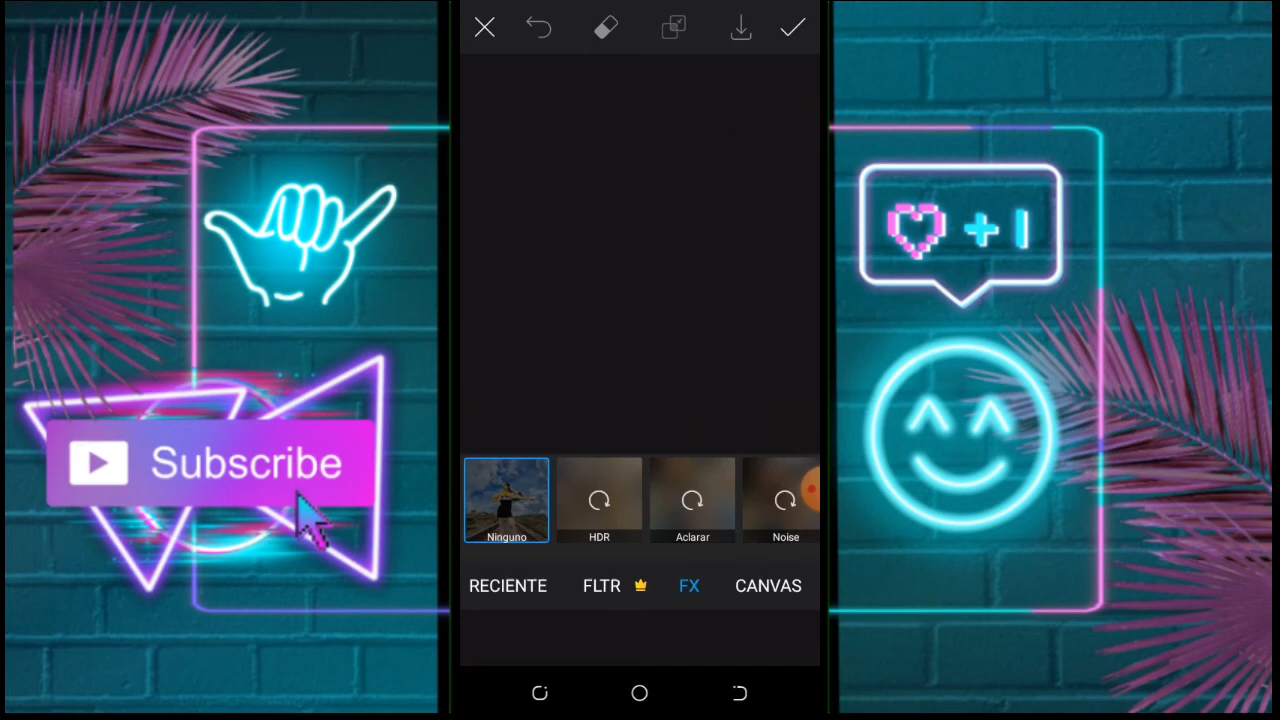 Subscribe
Ninguno
HDR
Aclarar
Noise
RECIENTE
FLTR
FX
CANVAS
+1